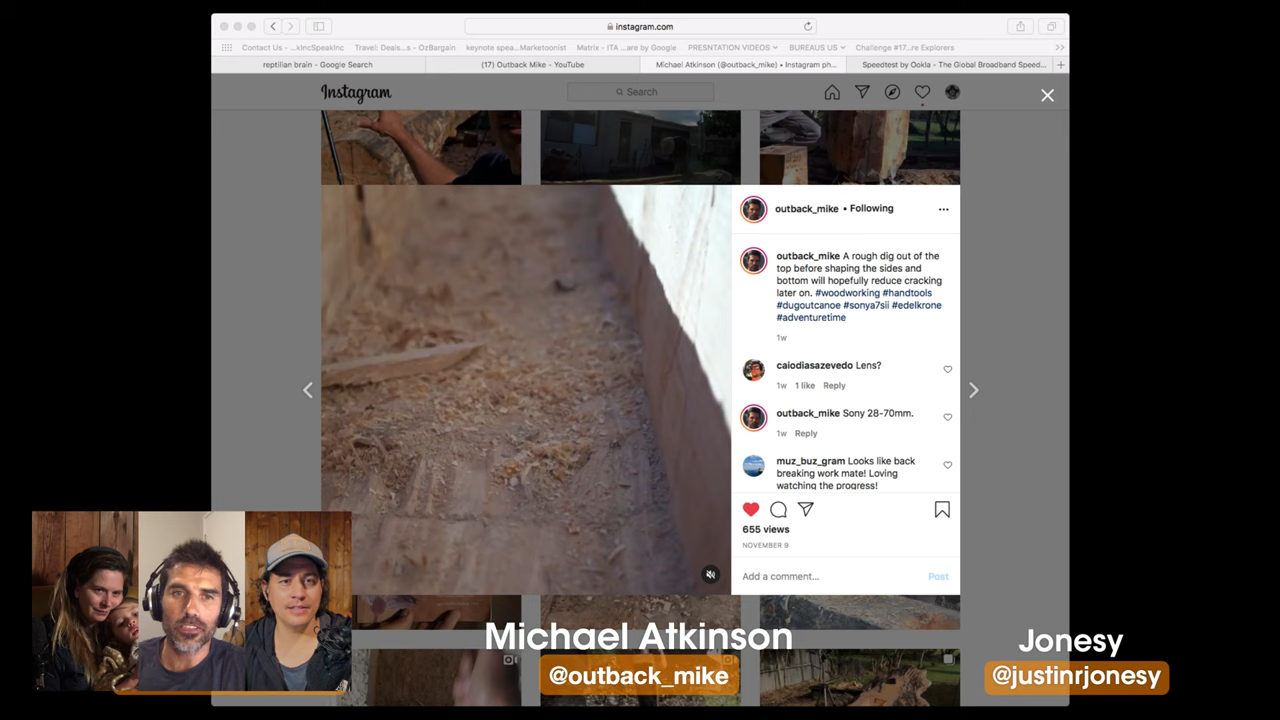 instagram.com
Contact Us - ...kIncSpeakInc
Travel: Deals...s - OzBargain
keynote spea...Marketoonist
Matrix - ITA ...are by Google
PRESNTATION VIDEOS
BUREAUS US
Challenge #17...re Explorers
reptilian brain - Google Search
(17) Outback Mike - YouTube
Michael Atkinson (@outback_mike) • Instagram ph...
Speedtest by Ookla - The Global Broadband Speed...
Instagram
Search
outback_mike • Following
outback_mike A rough dig out of the
top before shaping the sides and
bottom will hopefully reduce cracking
later on. #woodworking #handtools
#dugoutcanoe #sonya7sii #edelkrone
#adventuretime
1w
caiodiasazevedo Lens?
1w 1 like Reply
outback_mike Sony 28-70mm.
1w Reply
muz_buz_gram Looks like back
breaking work mate! Loving
watching the progress!
655 views
NOVEMBER 9
Add a comment... Post
Michael Atkinson
@outback_mike
Jonesy
@justinrjonesy